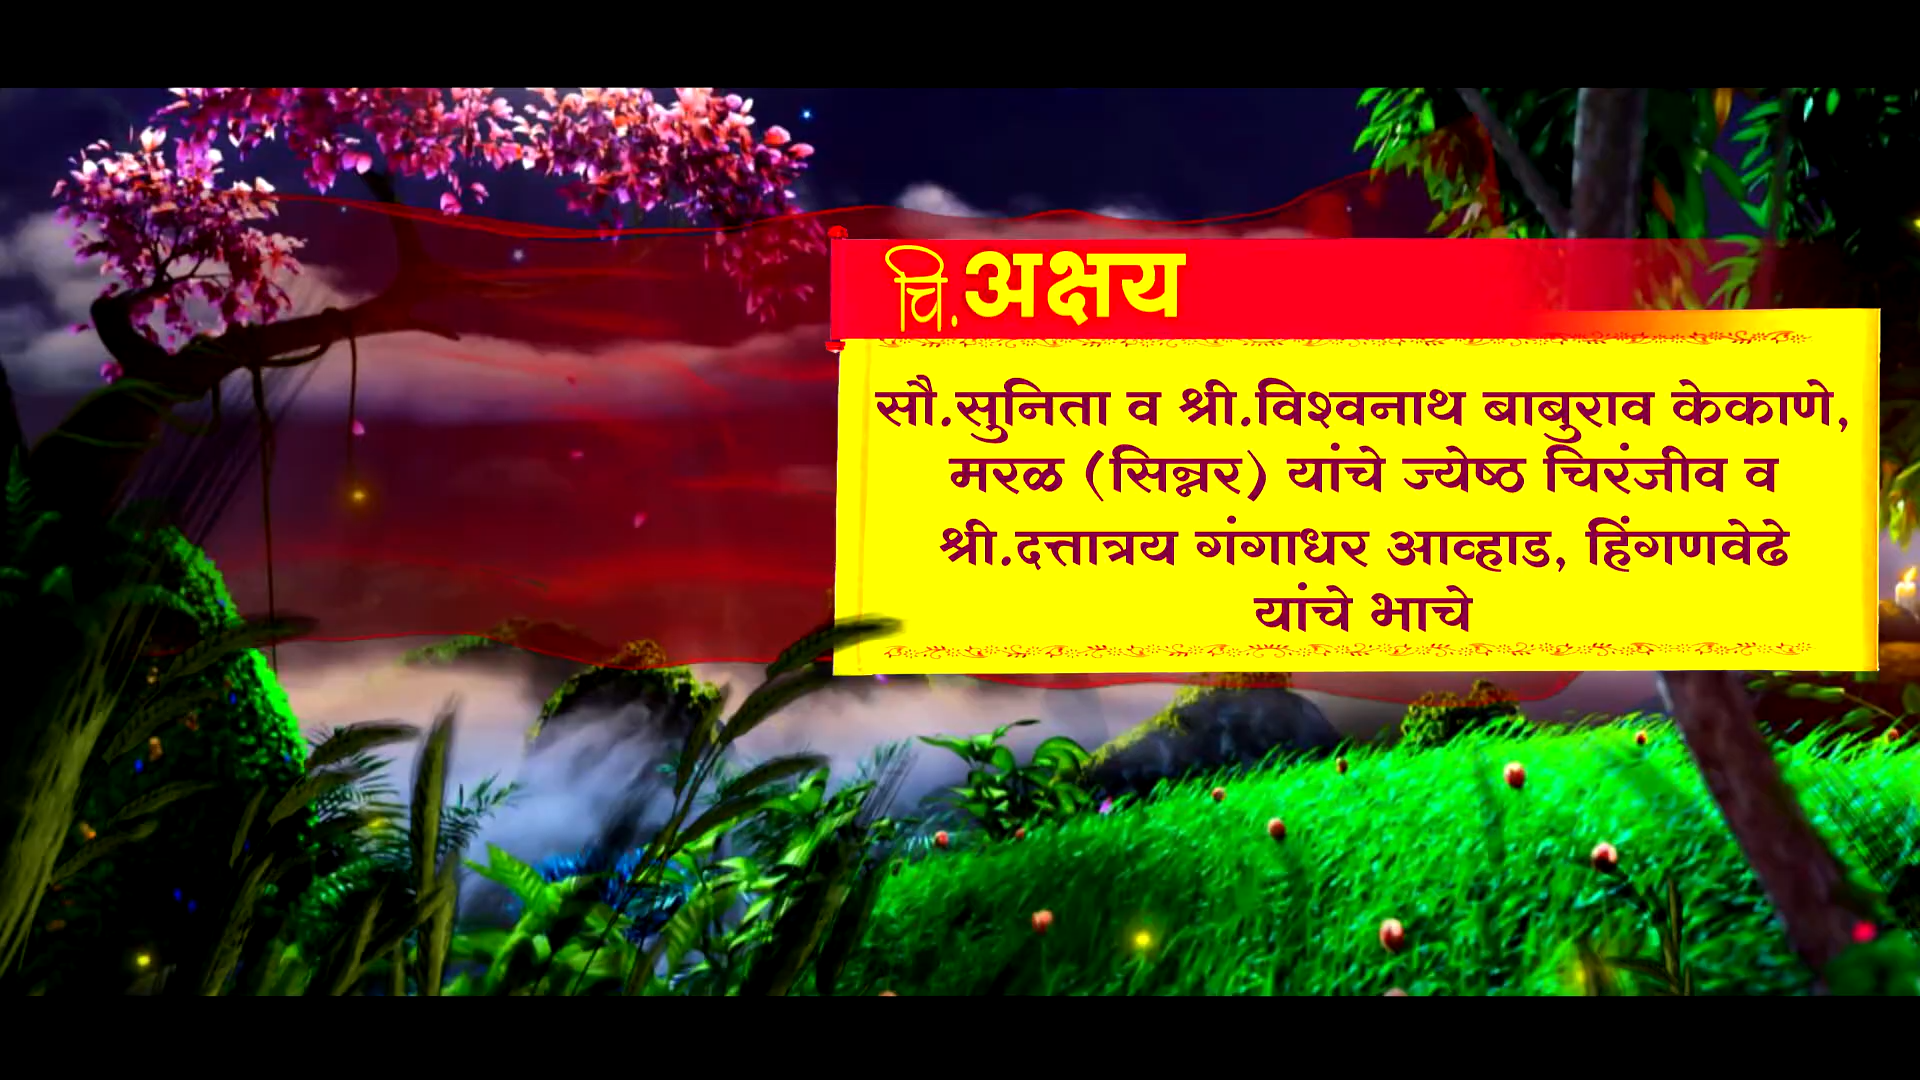 चि.अक्षय
सौ.सुनिता व श्री.विश्वनाथ बाबुराव केकाणे,
मरळ (सिन्नर) यांचे ज्येष्ठ चिरंजीव व
श्री.दत्तात्रय गंगाधर आव्हाड, हिंगणवेढे
यांचे भाचे